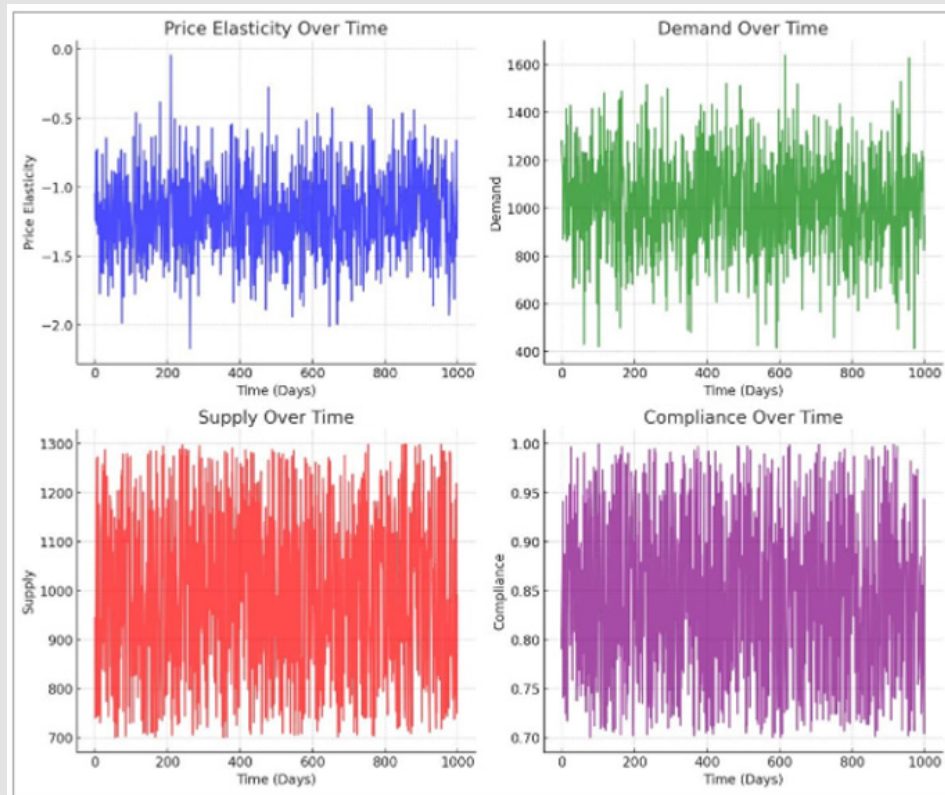 Price Elasticity Over Time
0.0
−0.5
−1.0
−1.5
−2.0
Price Elasticity
0 200 400 600 800 1000
Time (Days)
Demand Over Time
1600
1400
1200
1000
800
600
400
Demand
0 200 400 600 800 1000
Time (Days)
Supply Over Time
1300
1200
1100
1000
900
800
700
Supply
0 200 400 600 800 1000
Time (Days)
Compliance Over Time
1.00
0.95
0.90
0.85
0.80
0.75
0.70
Compliance
0 200 400 600 800 1000
Time (Days)